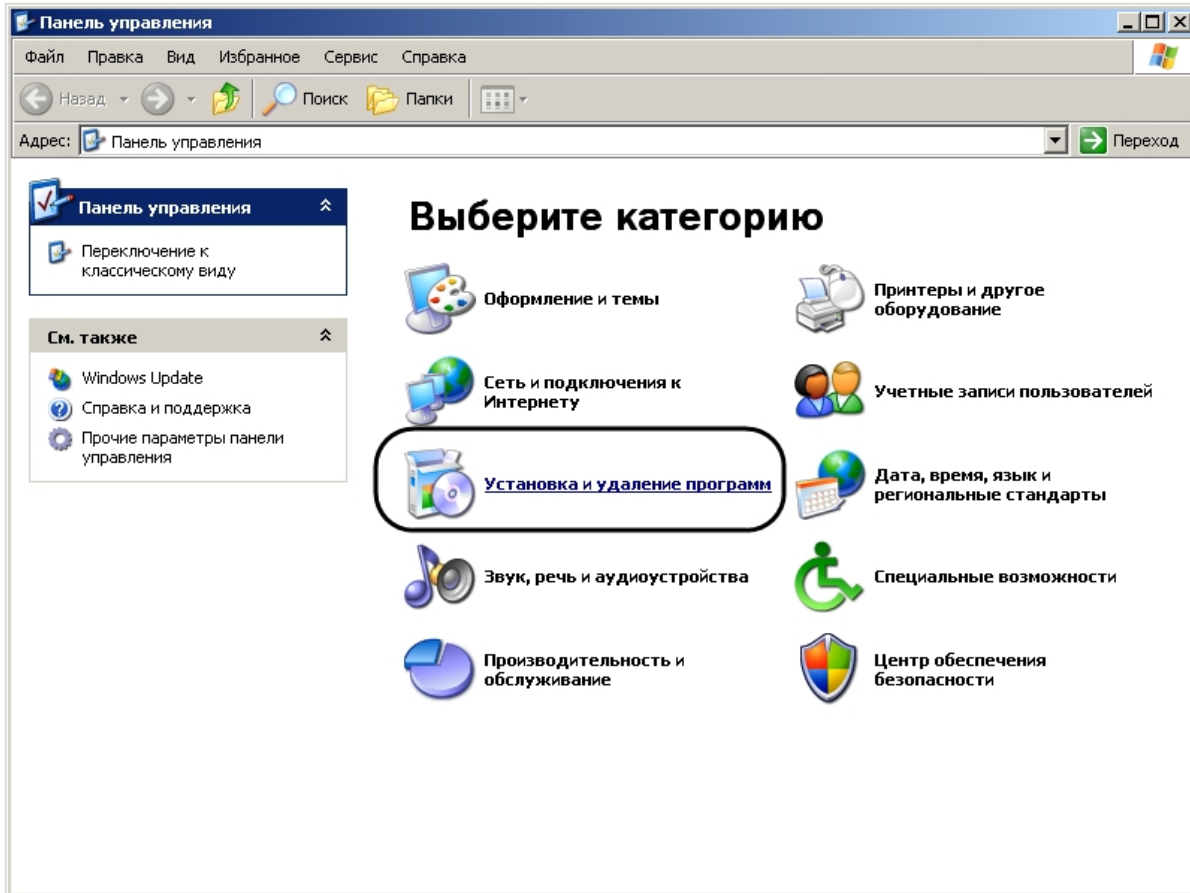 Панель управления
Файл Правка Вид Избранное Сервис Справка
Назад Поиск Папки
Адрес: Панель управления Переход
Панель управления
Переключение к
классическому виду
См. также
Windows Update
Справка и поддержка
Прочие параметры панели
управления
Выберите категорию
Оформление и темы
Принтеры и другое
оборудование
Сеть и подключения к
Интернету
Учетные записи пользователей
Установка и удаление программ
Дата, время, язык и
региональные стандарты
Звук, речь и аудиоустройства
Специальные возможности
Производительность и
обслуживание
Центр обеспечения
безопасности